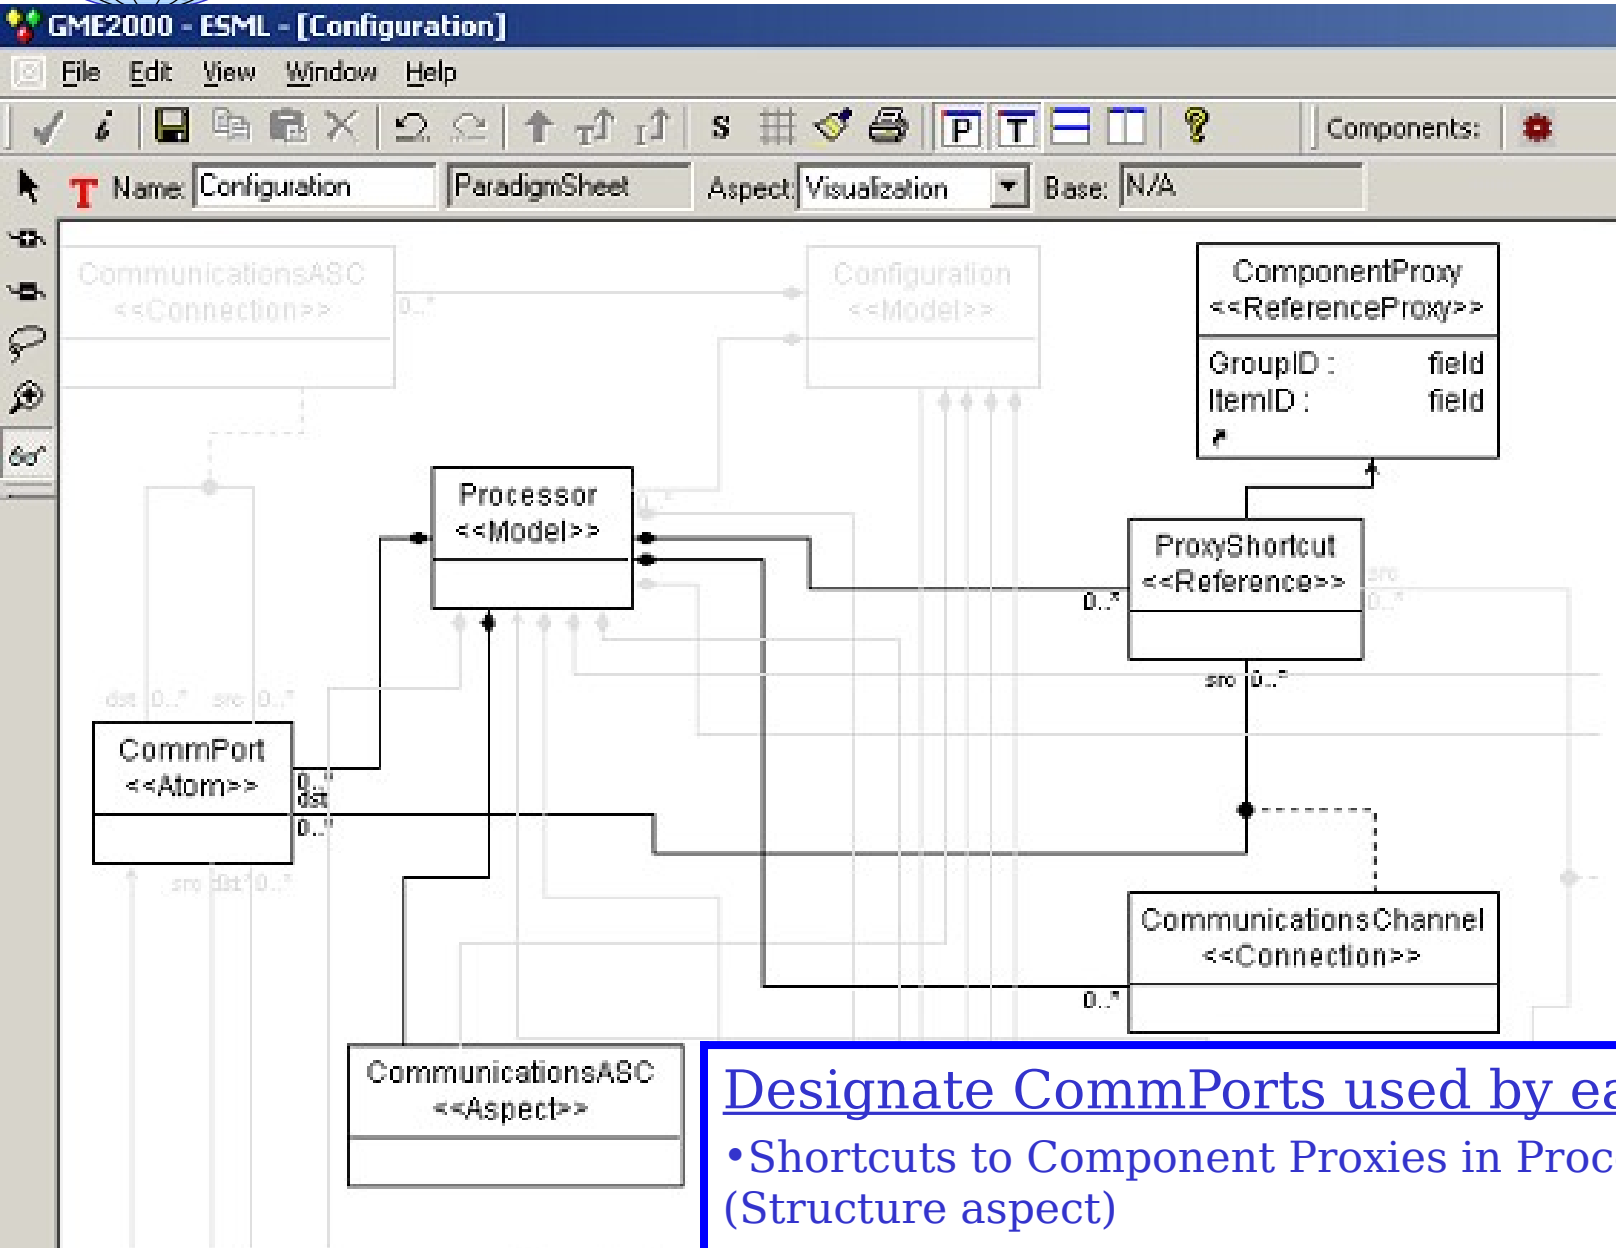 GME2000 - ESML - [Configuration]
File Edit View Window Help
S P T ? Components:
T Name: Configuration ParadigmSheet Aspect: Visualization Base: N/A
CommunicationsASC
<<Connection>>
0..*
Configuration
<<Model>>
ComponentProxy
<<ReferenceProxy>>
GroupID : field
ItemID : field
Processor
<<Model>>
ProxyShortcut
<<Reference>>
0..*
src
0..*
src 0..*
dst 0..* src 0..*
CommPort
<<Atom>>
0..*
dst
0..*
src dst 0..*
CommunicationsChannel
<<Connection>>
0..*
CommunicationsASC
<<Aspect>>
Designate CommPorts used by
•Shortcuts to Component Proxies in
(Structure aspect)